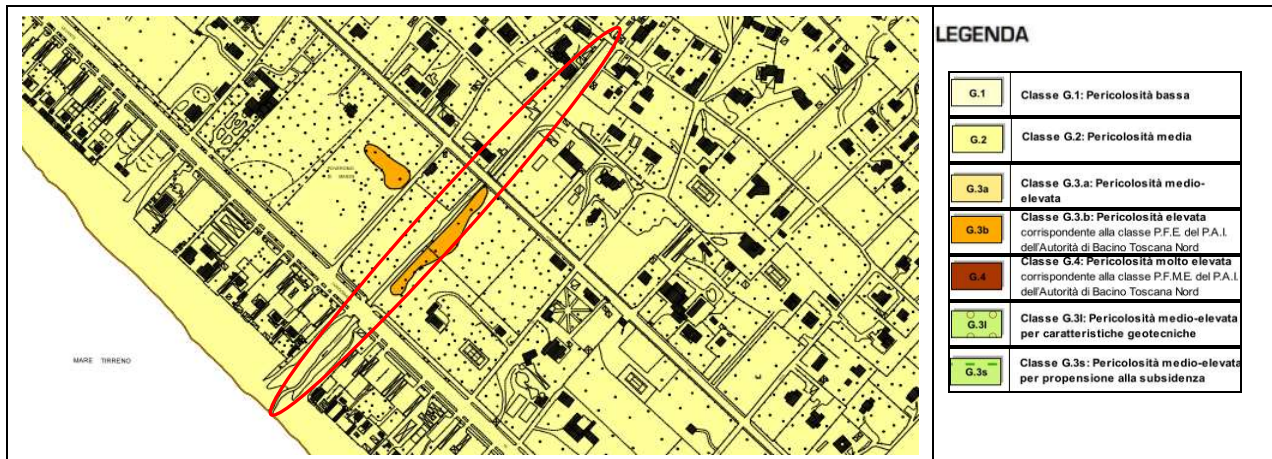 MARE TIRRENO
LEGENDA
G.1
Classe G.1: Pericolosità bassa
G.2
Classe G.2: Pericolosità media
G.3a
Classe G.3.a: Pericolosità medio-
elevata
G.3b
Classe G.3.b: Pericolosità elevata
corrispondente alla classe P.F.E. del P.A.I.
dell'Autorità di Bacino Toscana Nord
G.4
Classe G.4: Pericolosità molto elevata
corrispondente alla classe P.F.M.E. del P.A.I.
dell'Autorità di Bacino Toscana Nord
G.3l
Classe G.3l: Pericolosità medio-elevata
per caratteristiche geotecniche
G.3s
Classe G.3s: Pericolosità medio-elevata
per propensione alla subsidenza